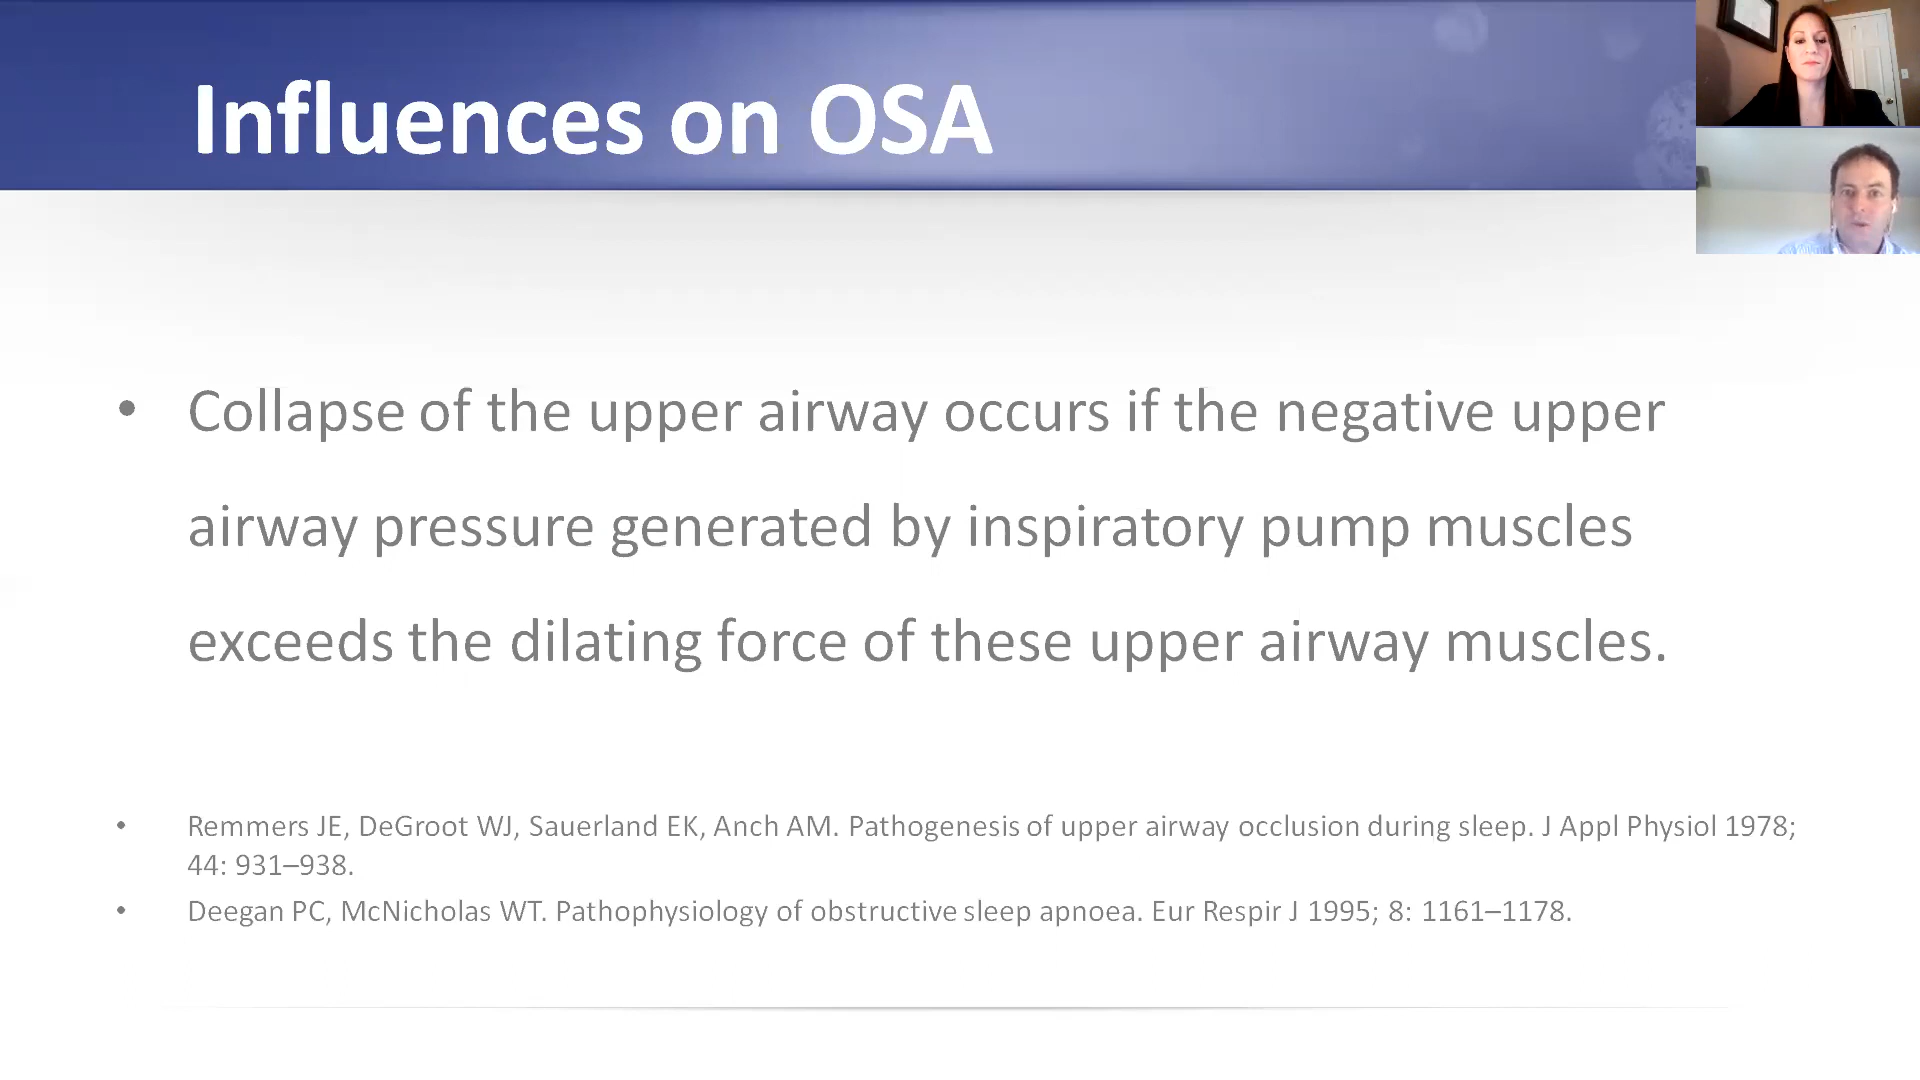 Influences on OSA
• Collapse of the upper airway occurs if the negative upper
airway pressure generated by inspiratory pump muscles
exceeds the dilating force of these upper airway muscles.
• Remmers JE, DeGroot WJ, Sauerland EK, Anch AM. Pathogenesis of upper airway occlusion during sleep. J Appl Physiol 1978;
44: 931–938.
• Deegan PC, McNicholas WT. Pathophysiology of obstructive sleep apnoea. Eur Respir J 1995; 8: 1161–1178.